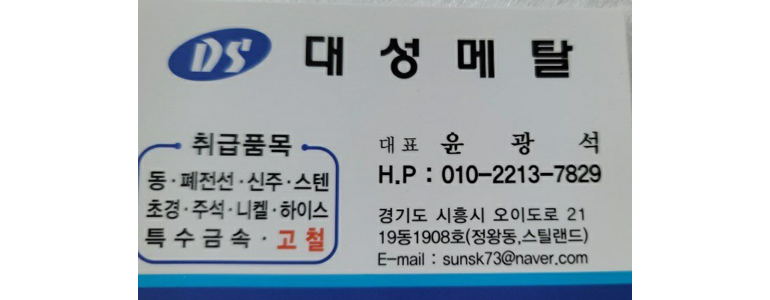 DS 대성메탈
취급품목
동·폐전선·신주·스텐
초경·주석·니켈·하이스
특수금속·고철
대표 윤광석
H.P : 010-2213-7829
경기도 시흥시 오이도로 21
19동1908호(정왕동,스틸랜드)
E-mail : sunsk73@naver.com